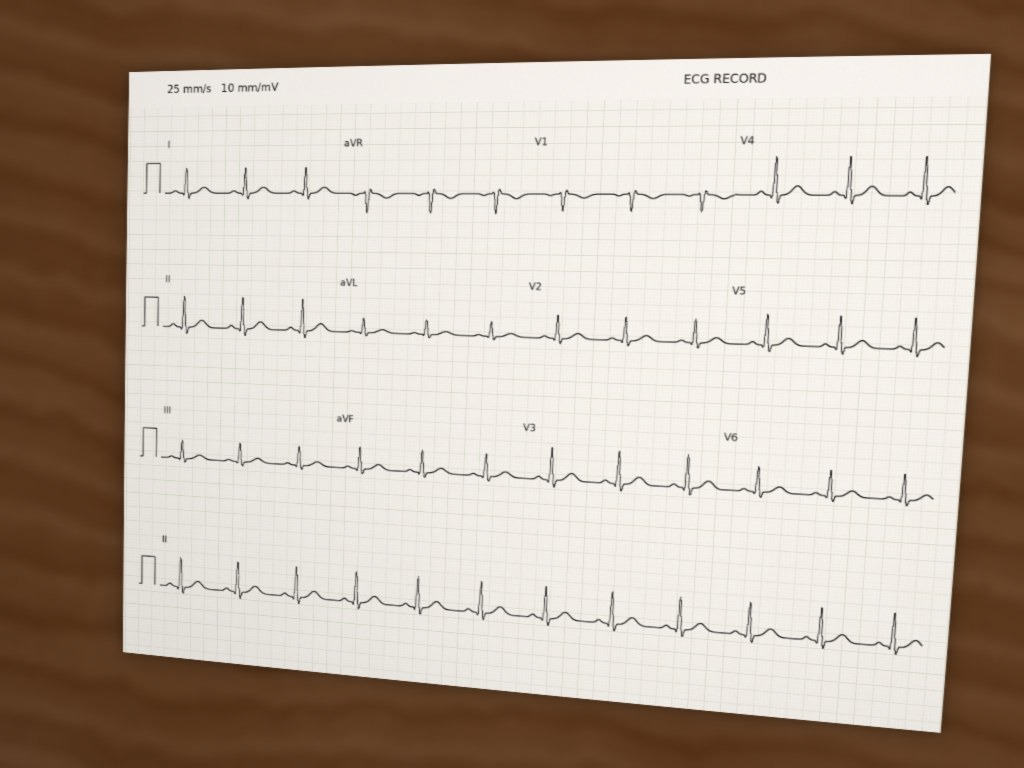 25 mm/s 10 mm/mV
ECG RECORD
I aVR V1 V4
II aVL V2 V5
III aVF V3 V6
II